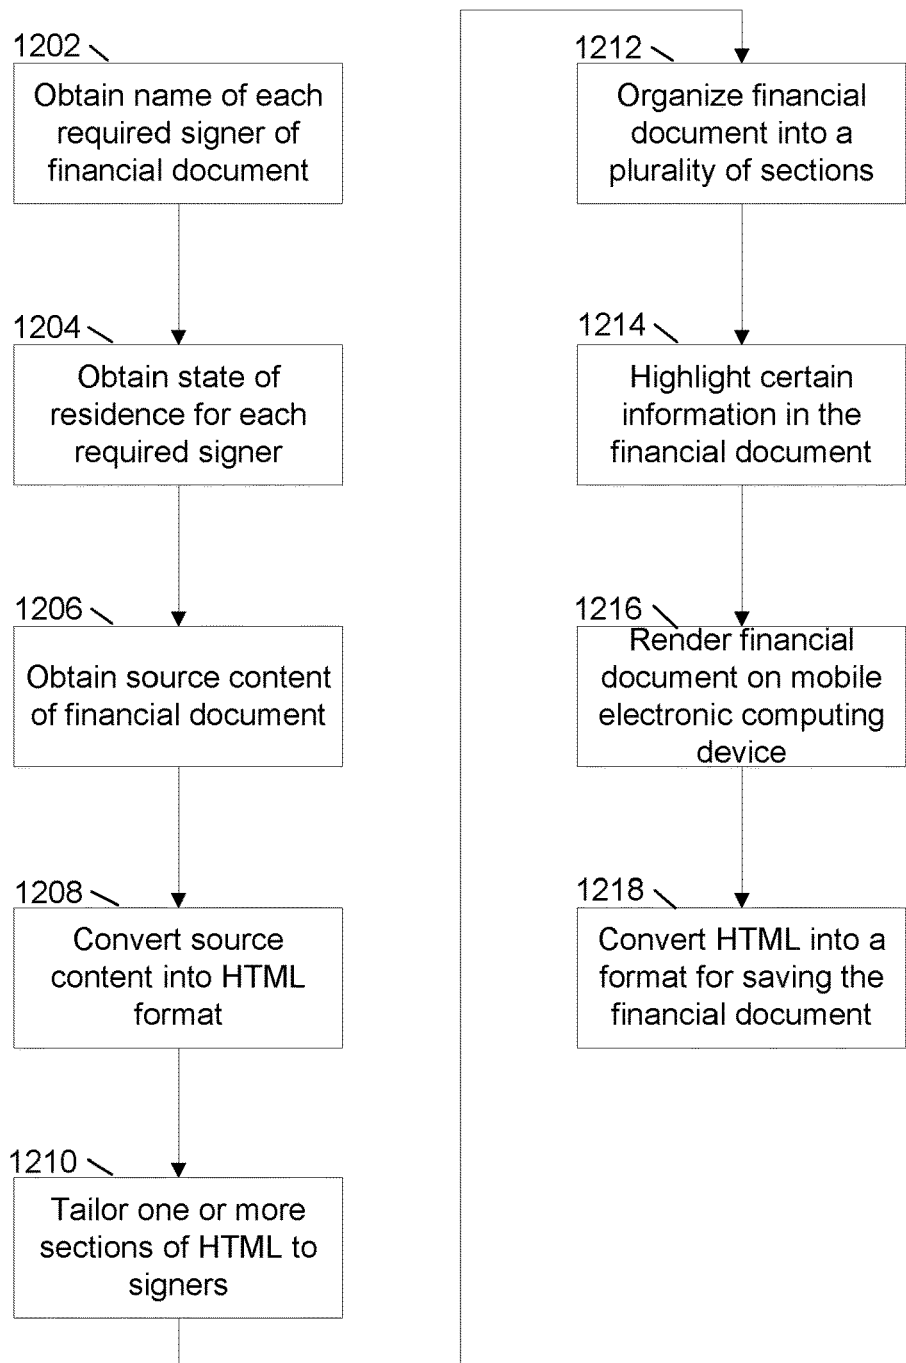 1202
Obtain name of each
required signer of
financial document
1204
Obtain state of
residence for each
required signer
1206
Obtain source content
of financial document
1208
Convert source
content into HTML
format
1210
Tailor one or more
sections of HTML to
signers
1212
Organize financial
document into a
plurality of sections
1214
Highlight certain
information in the
financial document
1216
Render financial
document on mobile
electronic computing
device
1218
Convert HTML into a
format for saving the
financial document